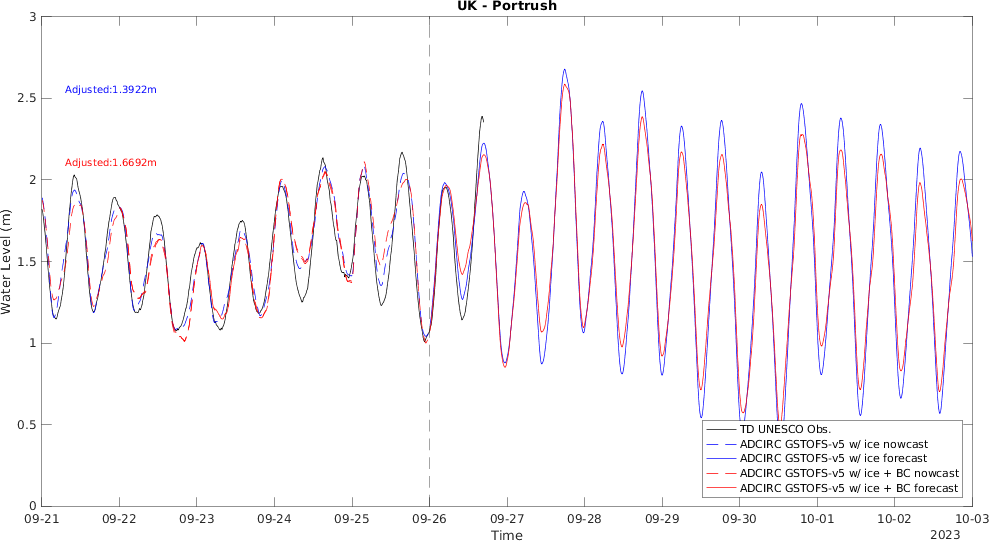 UK - Portrush
Water Level (m)
3
2.5
2
1.5
1
0.5
0
Adjusted:1.3922m
Adjusted:1.6692m
TD UNESCO Obs.
ADCIRC GSTOFS-v5 w/ ice nowcast
ADCIRC GSTOFS-v5 w/ ice forecast
ADCIRC GSTOFS-v5 w/ ice + BC nowcast
ADCIRC GSTOFS-v5 w/ ice + BC forecast
09-21 09-22 09-23 09-24 09-25 09-26 09-27 09-28 09-29 09-30 10-01 10-02 10-03
Time
2023